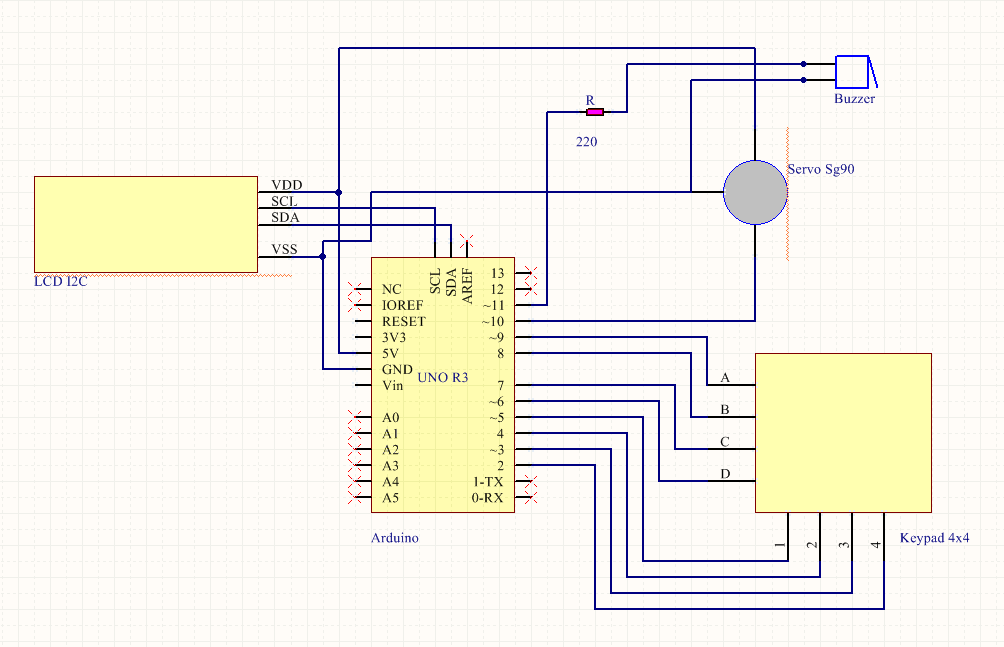 R
220
Buzzer
Servo Sg90
VDD
SCL
SDA
VSS
LCD I2C
SCL
SDA
AREF
NC
IOREF
RESET
3V3
5V
GND
Vin
A0
A1
A2
A3
A4
A5
UNO R3
13
12
~11
~10
~9
8
7
~6
~5
4
~3
2
1-TX
0-RX
Arduino
A
B
C
D
1
2
3
4
Keypad 4x4